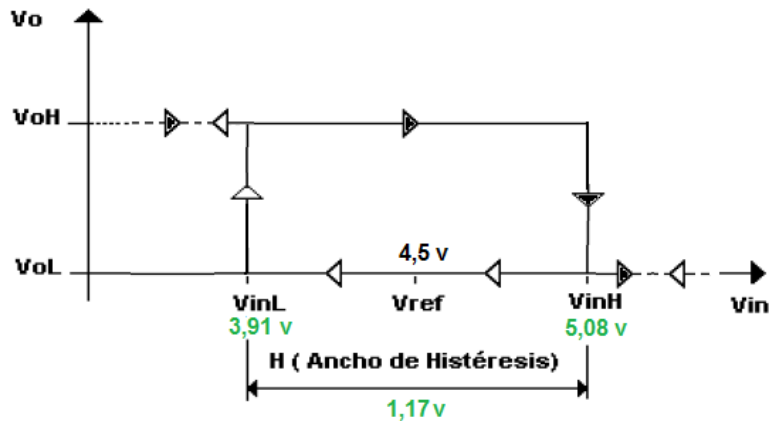 Vo
VoH
VoL
4,5 v
VinL
Vref
VinH
Vin
3,91 v
5,08 v
H ( Ancho de Histéresis)
1,17 v